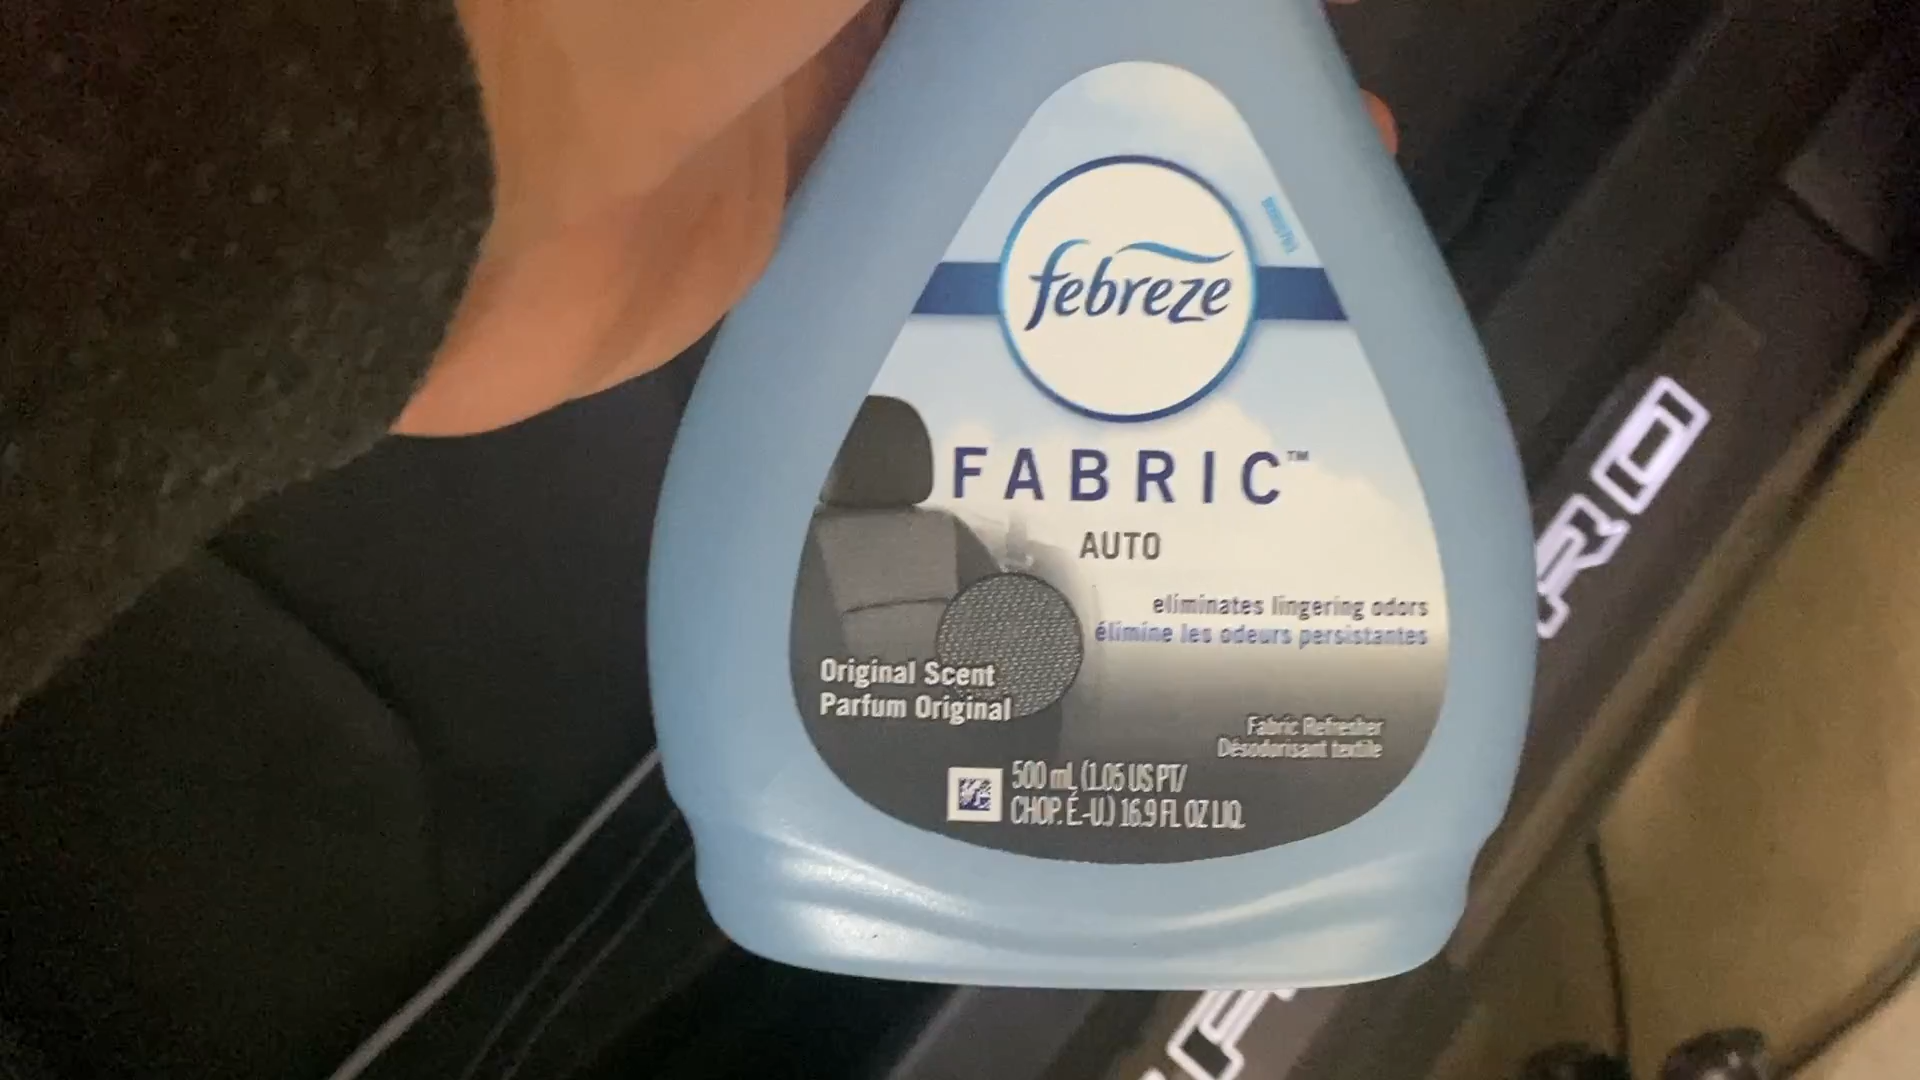 febreze
FABRIC™
AUTO
eliminates lingering odors
élimine les odeurs persistantes
Original Scent
Parfum Original
Fabric Refresher
Désodorisant textile
500 mL (1.05 US PT/
CHOP. É.-U.) 16.9 FL OZ LIQ.
RO